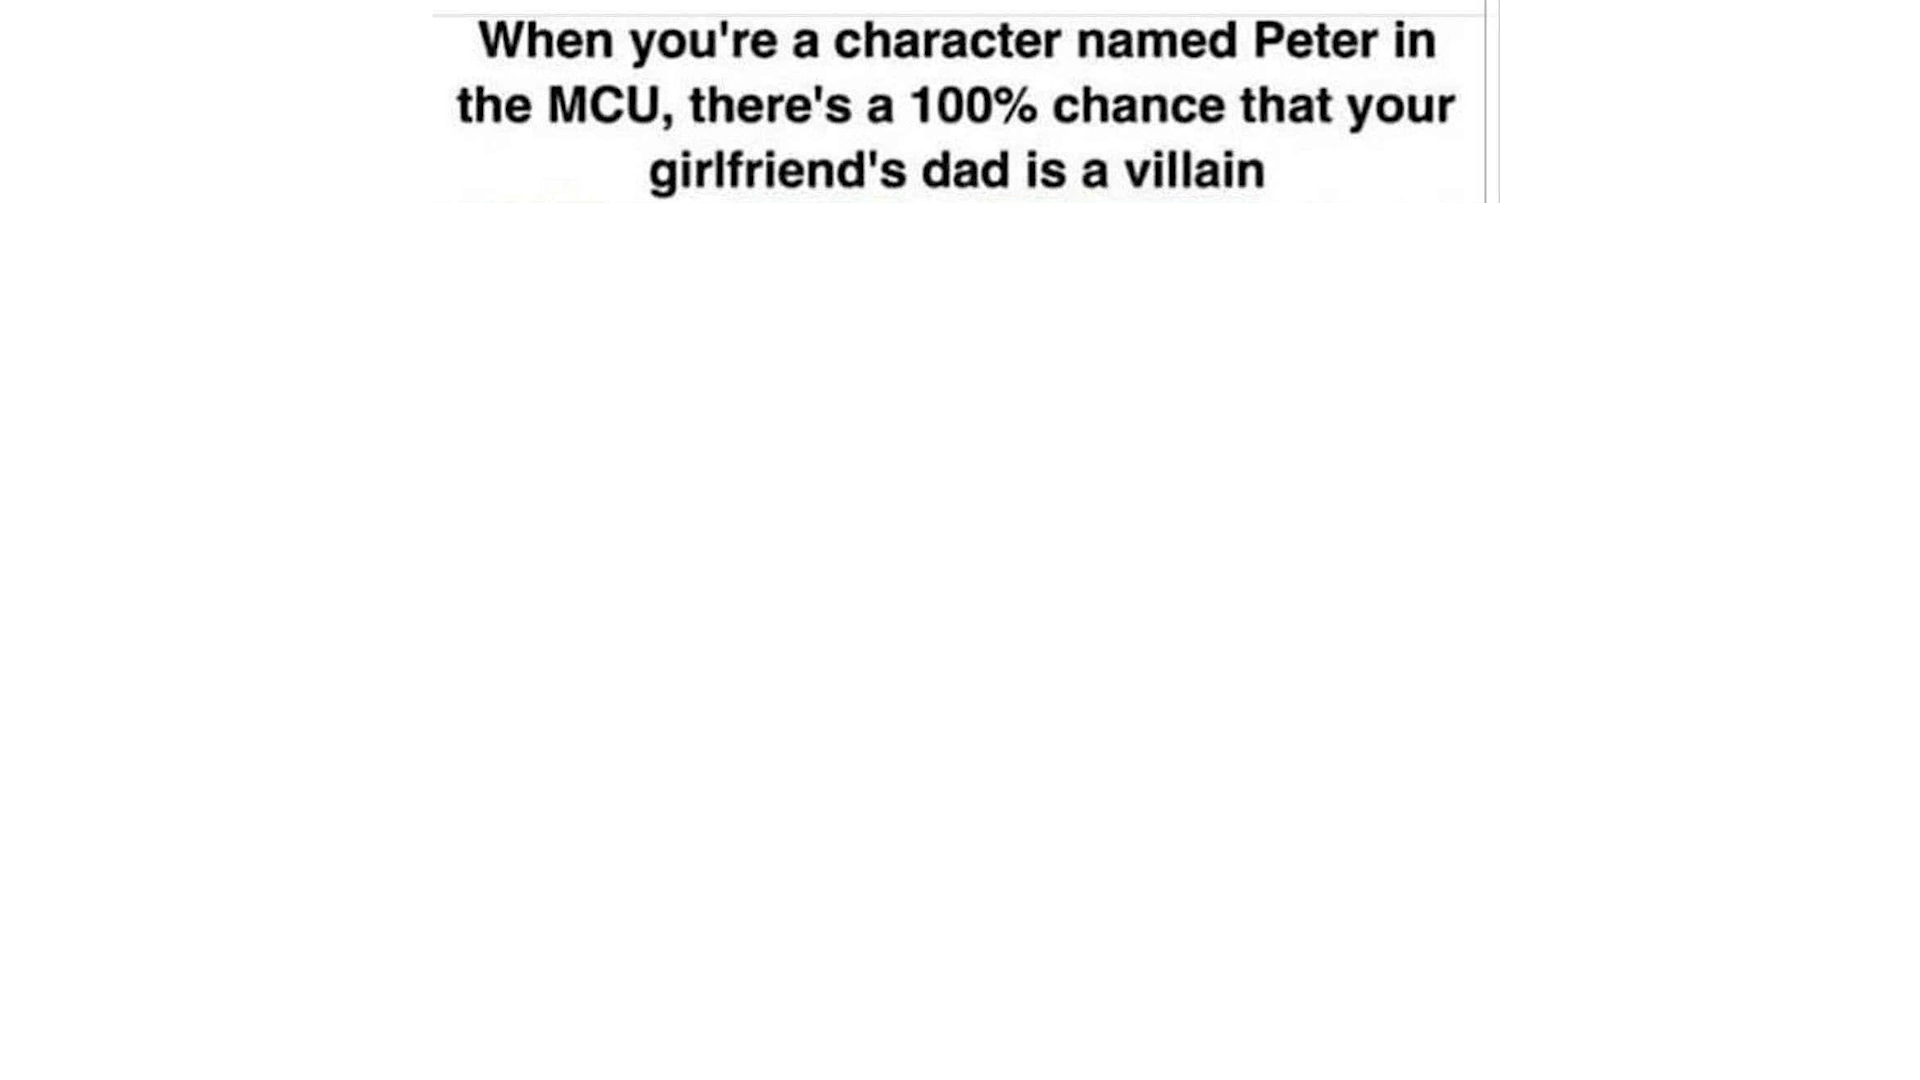 When you're a character named Peter in
the MCU, there's a 100% chance that your
girlfriend's dad is a villain